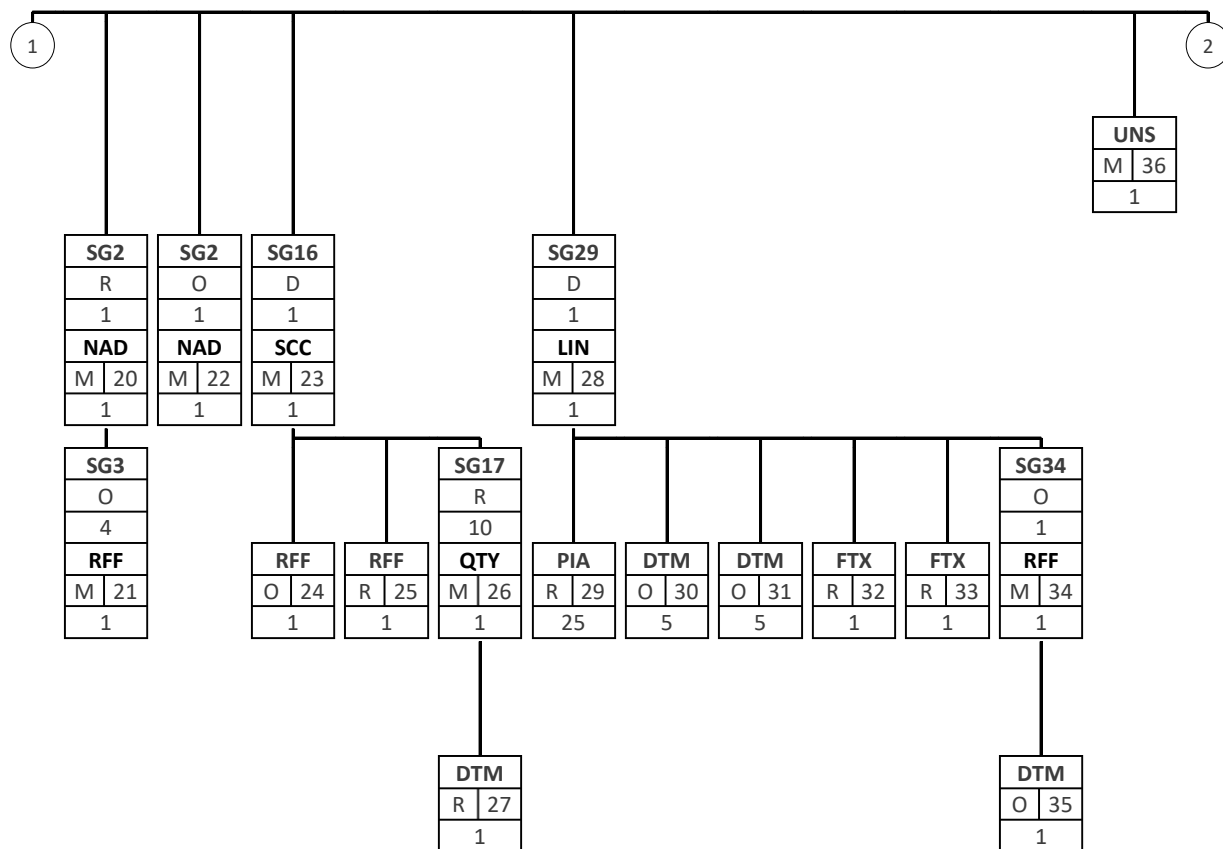 1
2
UNS
M 36
1
SG2 SG2 SG16 SG29
R O D D
1 1 1 1
NAD NAD SCC LIN
M 20 M 22 M 23 M 28
1 1 1 1
SG3 SG17 SG34
O R O
4 10 1
RFF RFF RFF QTY PIA DTM DTM FTX FTX RFF
M 21 O 24 R 25 M 26 R 29 O 30 O 31 R 32 R 33 M 34
1 1 1 1 25 5 5 1 1 1
DTM DTM
R 27 O 35
1 1